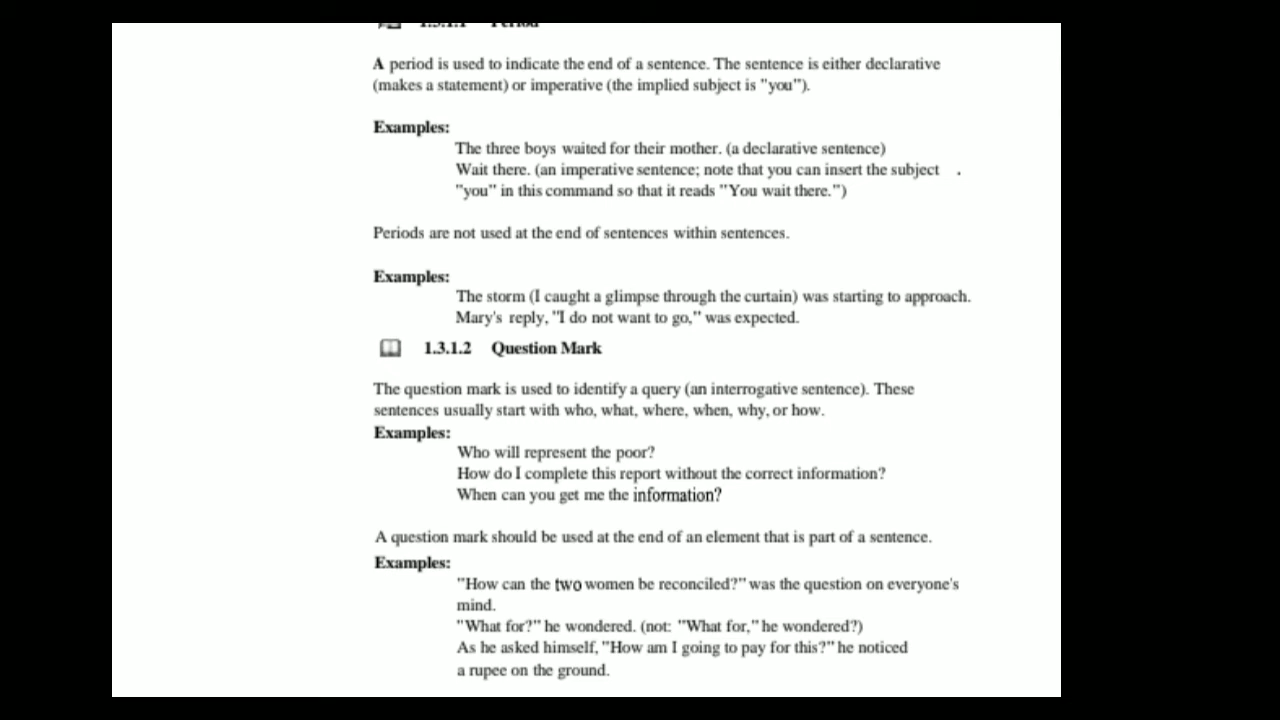 1.3.1.1 Period
A period is used to indicate the end of a sentence. The sentence is either declarative
(makes a statement) or imperative (the implied subject is "you").
Examples:
The three boys waited for their mother. (a declarative sentence)
Wait there. (an imperative sentence; note that you can insert the subject .
"you" in this command so that it reads "You wait there.")
Periods are not used at the end of sentences within sentences.
Examples:
The storm (I caught a glimpse through the curtain) was starting to approach.
Mary's reply, "I do not want to go," was expected.
1.3.1.2 Question Mark
The question mark is used to identify a query (an interrogative sentence). These
sentences usually start with who, what, where, when, why, or how.
Examples:
Who will represent the poor?
How do I complete this report without the correct information?
When can you get me the information?
A question mark should be used at the end of an element that is part of a sentence.
Examples:
"How can the two women be reconciled?" was the question on everyone's
mind.
"What for?" he wondered. (not: "What for," he wondered?)
As he asked himself, "How am I going to pay for this?" he noticed
a rupee on the ground.